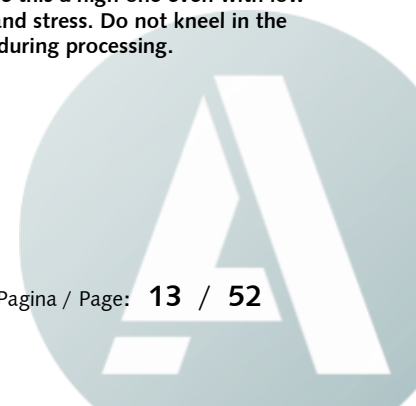 this a high one even with low
and stress. Do not kneel in the
during processing.
Pagina / Page: 13 / 52